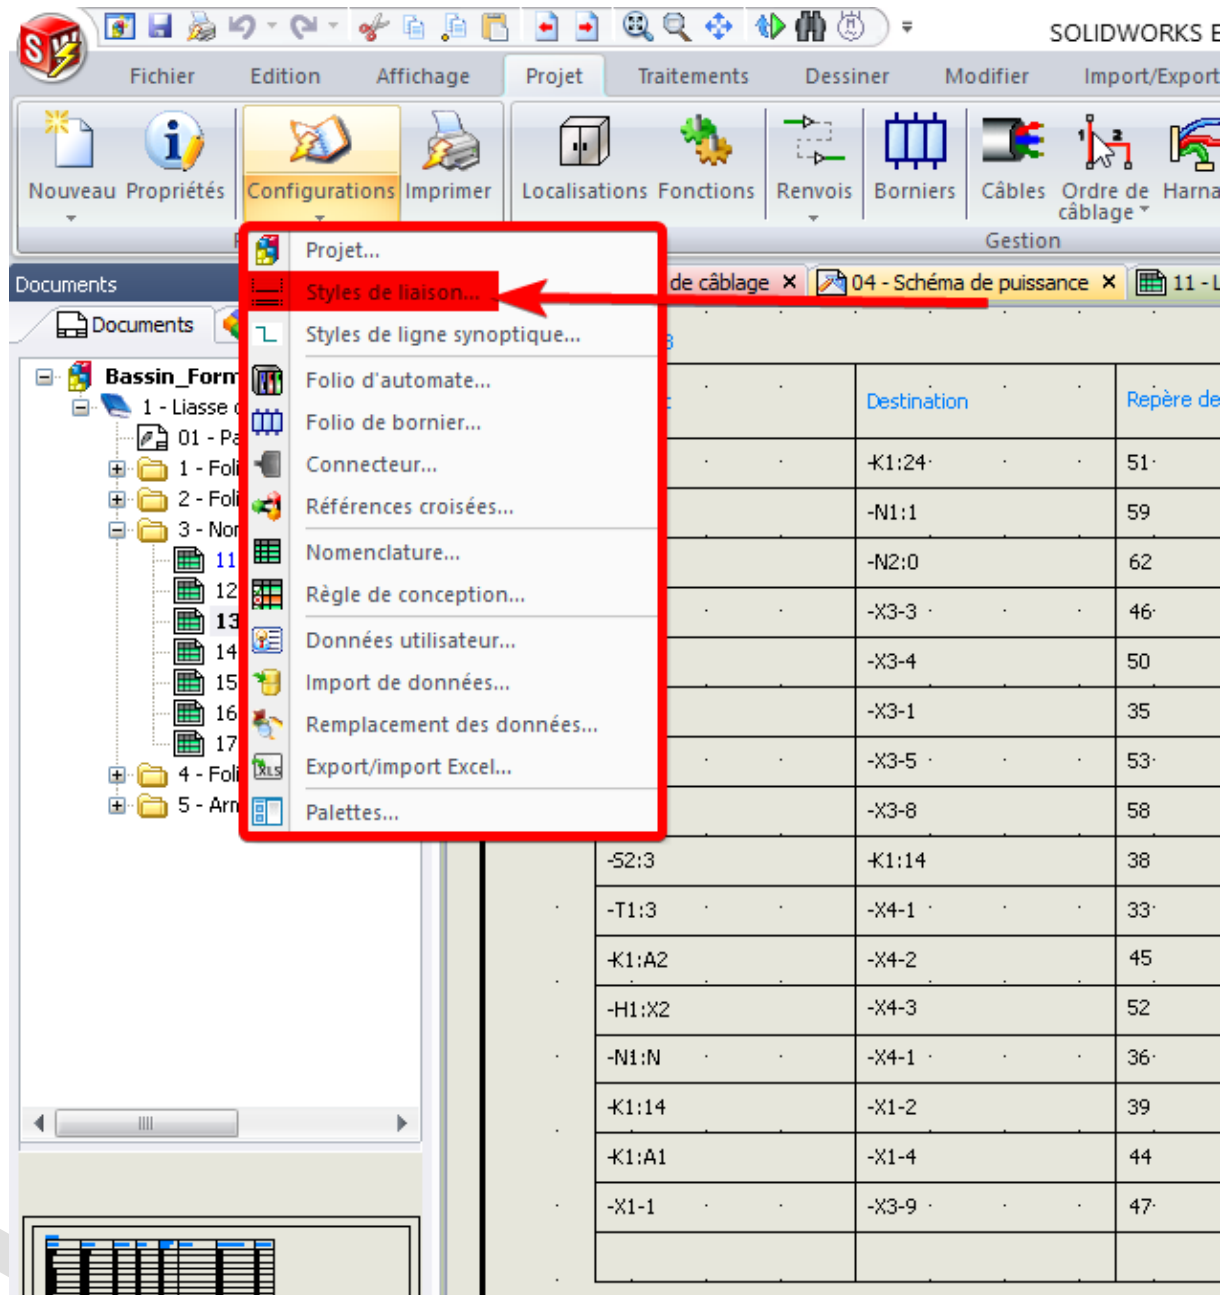 SOLIDWORKS E
Fichier Edition Affichage Projet Traitements Dessiner Modifier Import/Export
Nouveau Propriétés Configurations Imprimer Localisations Fonctions Renvois Borniers Câbles Ordre de câblage Harna
Gestion
Documents
de câblage 04 - Schéma de puissance 11 - L
Documents
Projet...
Styles de liaison...
Styles de ligne synoptique...
Folio d'automate...
Folio de bornier...
Connecteur...
Références croisées...
Nomenclature...
Règle de conception...
Données utilisateur...
Import de données...
Remplacement des données...
Export/import Excel...
Palettes...
Bassin_Form
1 - Liasse
01 - Pa
1 - Foli
2 - Foli
3 - Nor
11
12
13
14
15
16
17
4 - Foli
5 - Arm
Destination Repère de
-K1:24 51
-N1:1 59
-N2:0 62
-X3-3 46
-X3-4 50
-X3-1 35
-X3-5 53
-X3-8 58
-S2:3 -K1:14 38
-T1:3 -X4-1 33
-K1:A2 -X4-2 45
-H1:X2 -X4-3 52
-N1:N -X4-1 36
-K1:14 -X1-2 39
-K1:A1 -X1-4 44
-X1-1 -X3-9 47